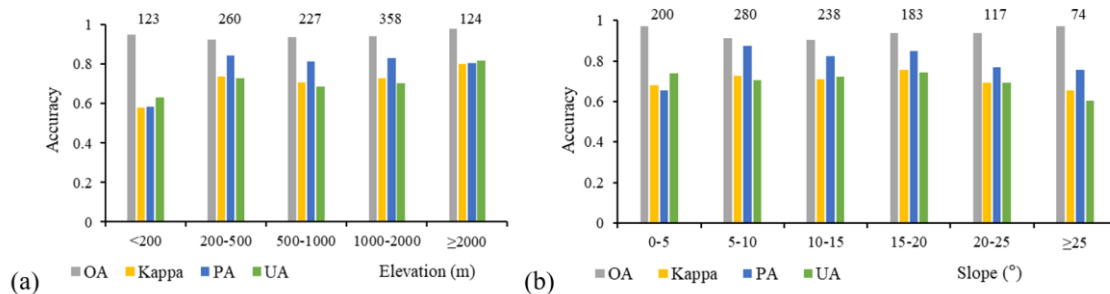 123 260 227 358 124
1
0.8
0.6
0.4
0.2
0
Accuracy
<200 200-500 500-1000 1000-2000 ≥2000
(a) OA Kappa PA UA Elevation (m)
200 280 238 183 117 74
1
0.8
0.6
0.4
0.2
0
Accuracy
0-5 5-10 10-15 15-20 20-25 ≥25
(b) OA Kappa PA UA Slope (°)